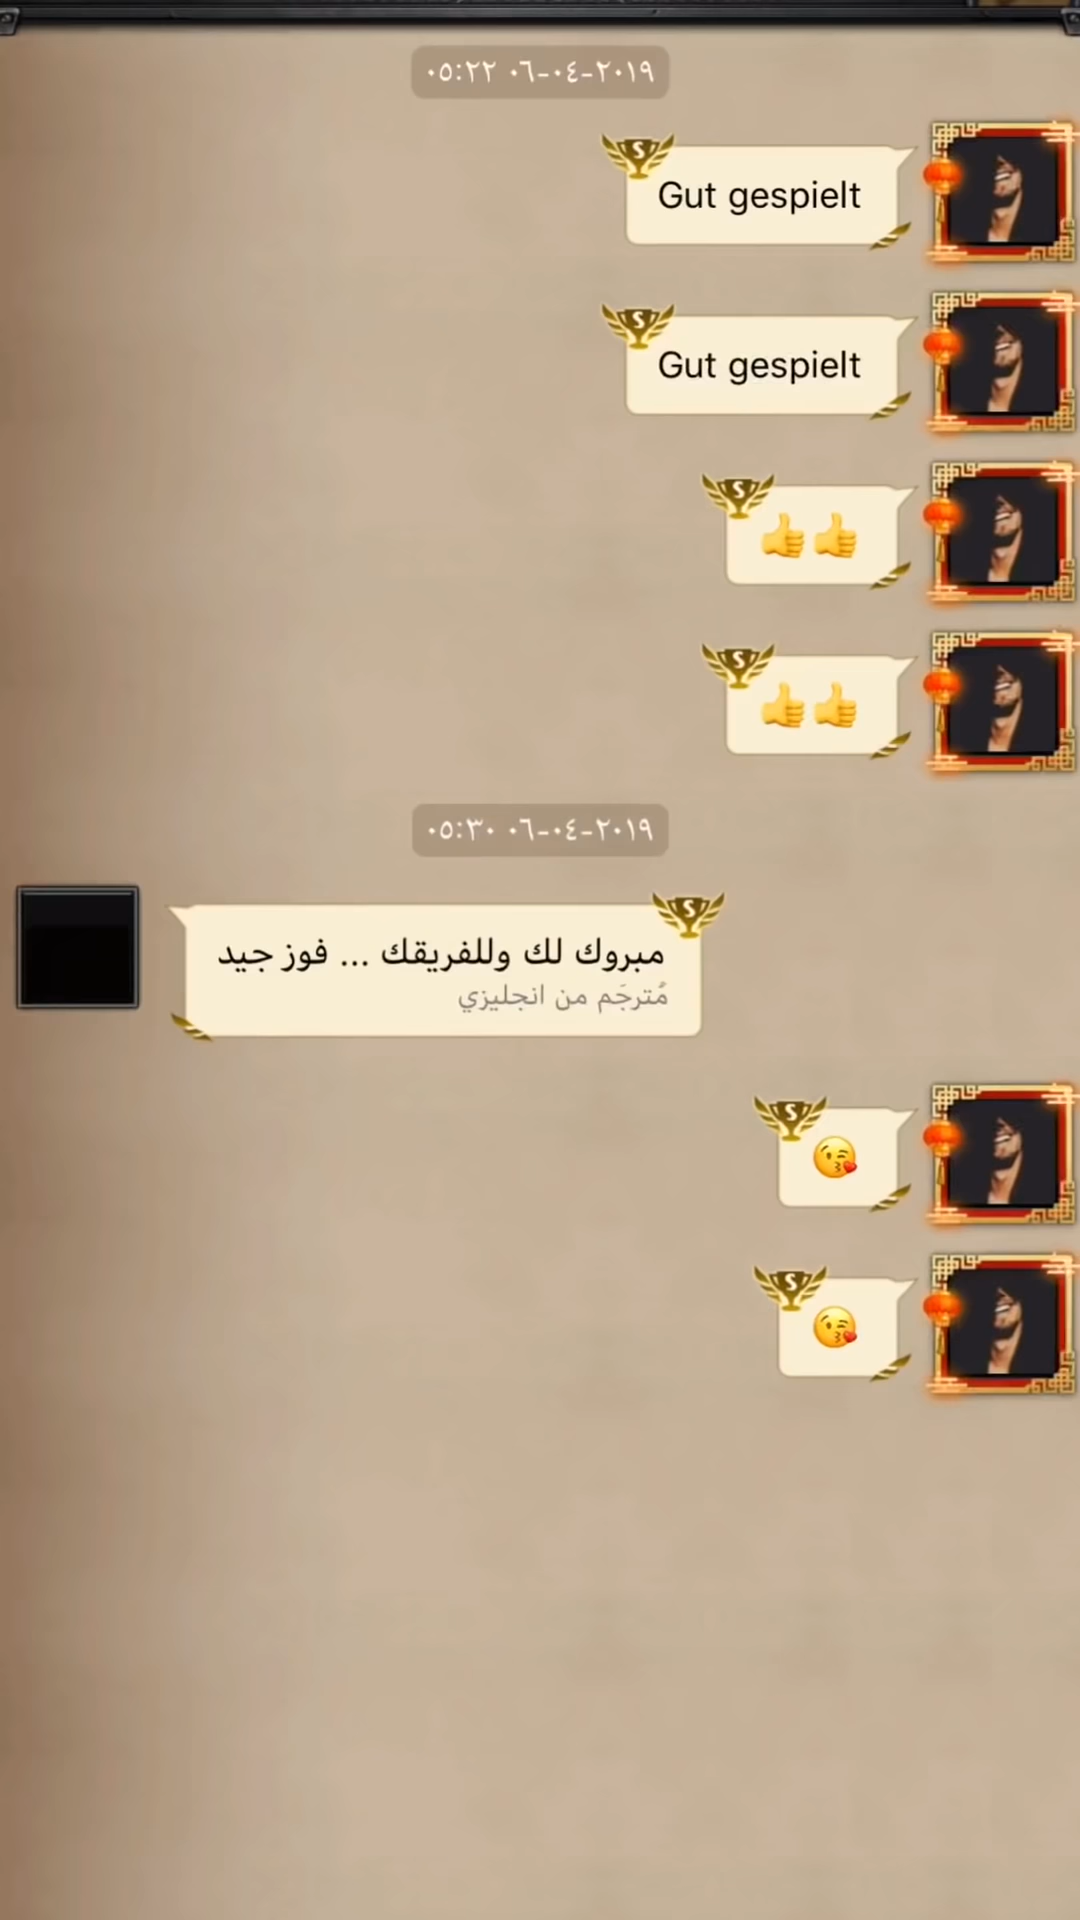 ٢٠١٩-٠٤-٠٦ ٠٥:٢٢
Gut gespielt
Gut gespielt
👍👍
👍👍
٢٠١٩-٠٤-٠٦ ٠٥:٣٠
مبروك لك وللفريقك ... فوز جيد
مُترجَم من انجليزي
😘
😘